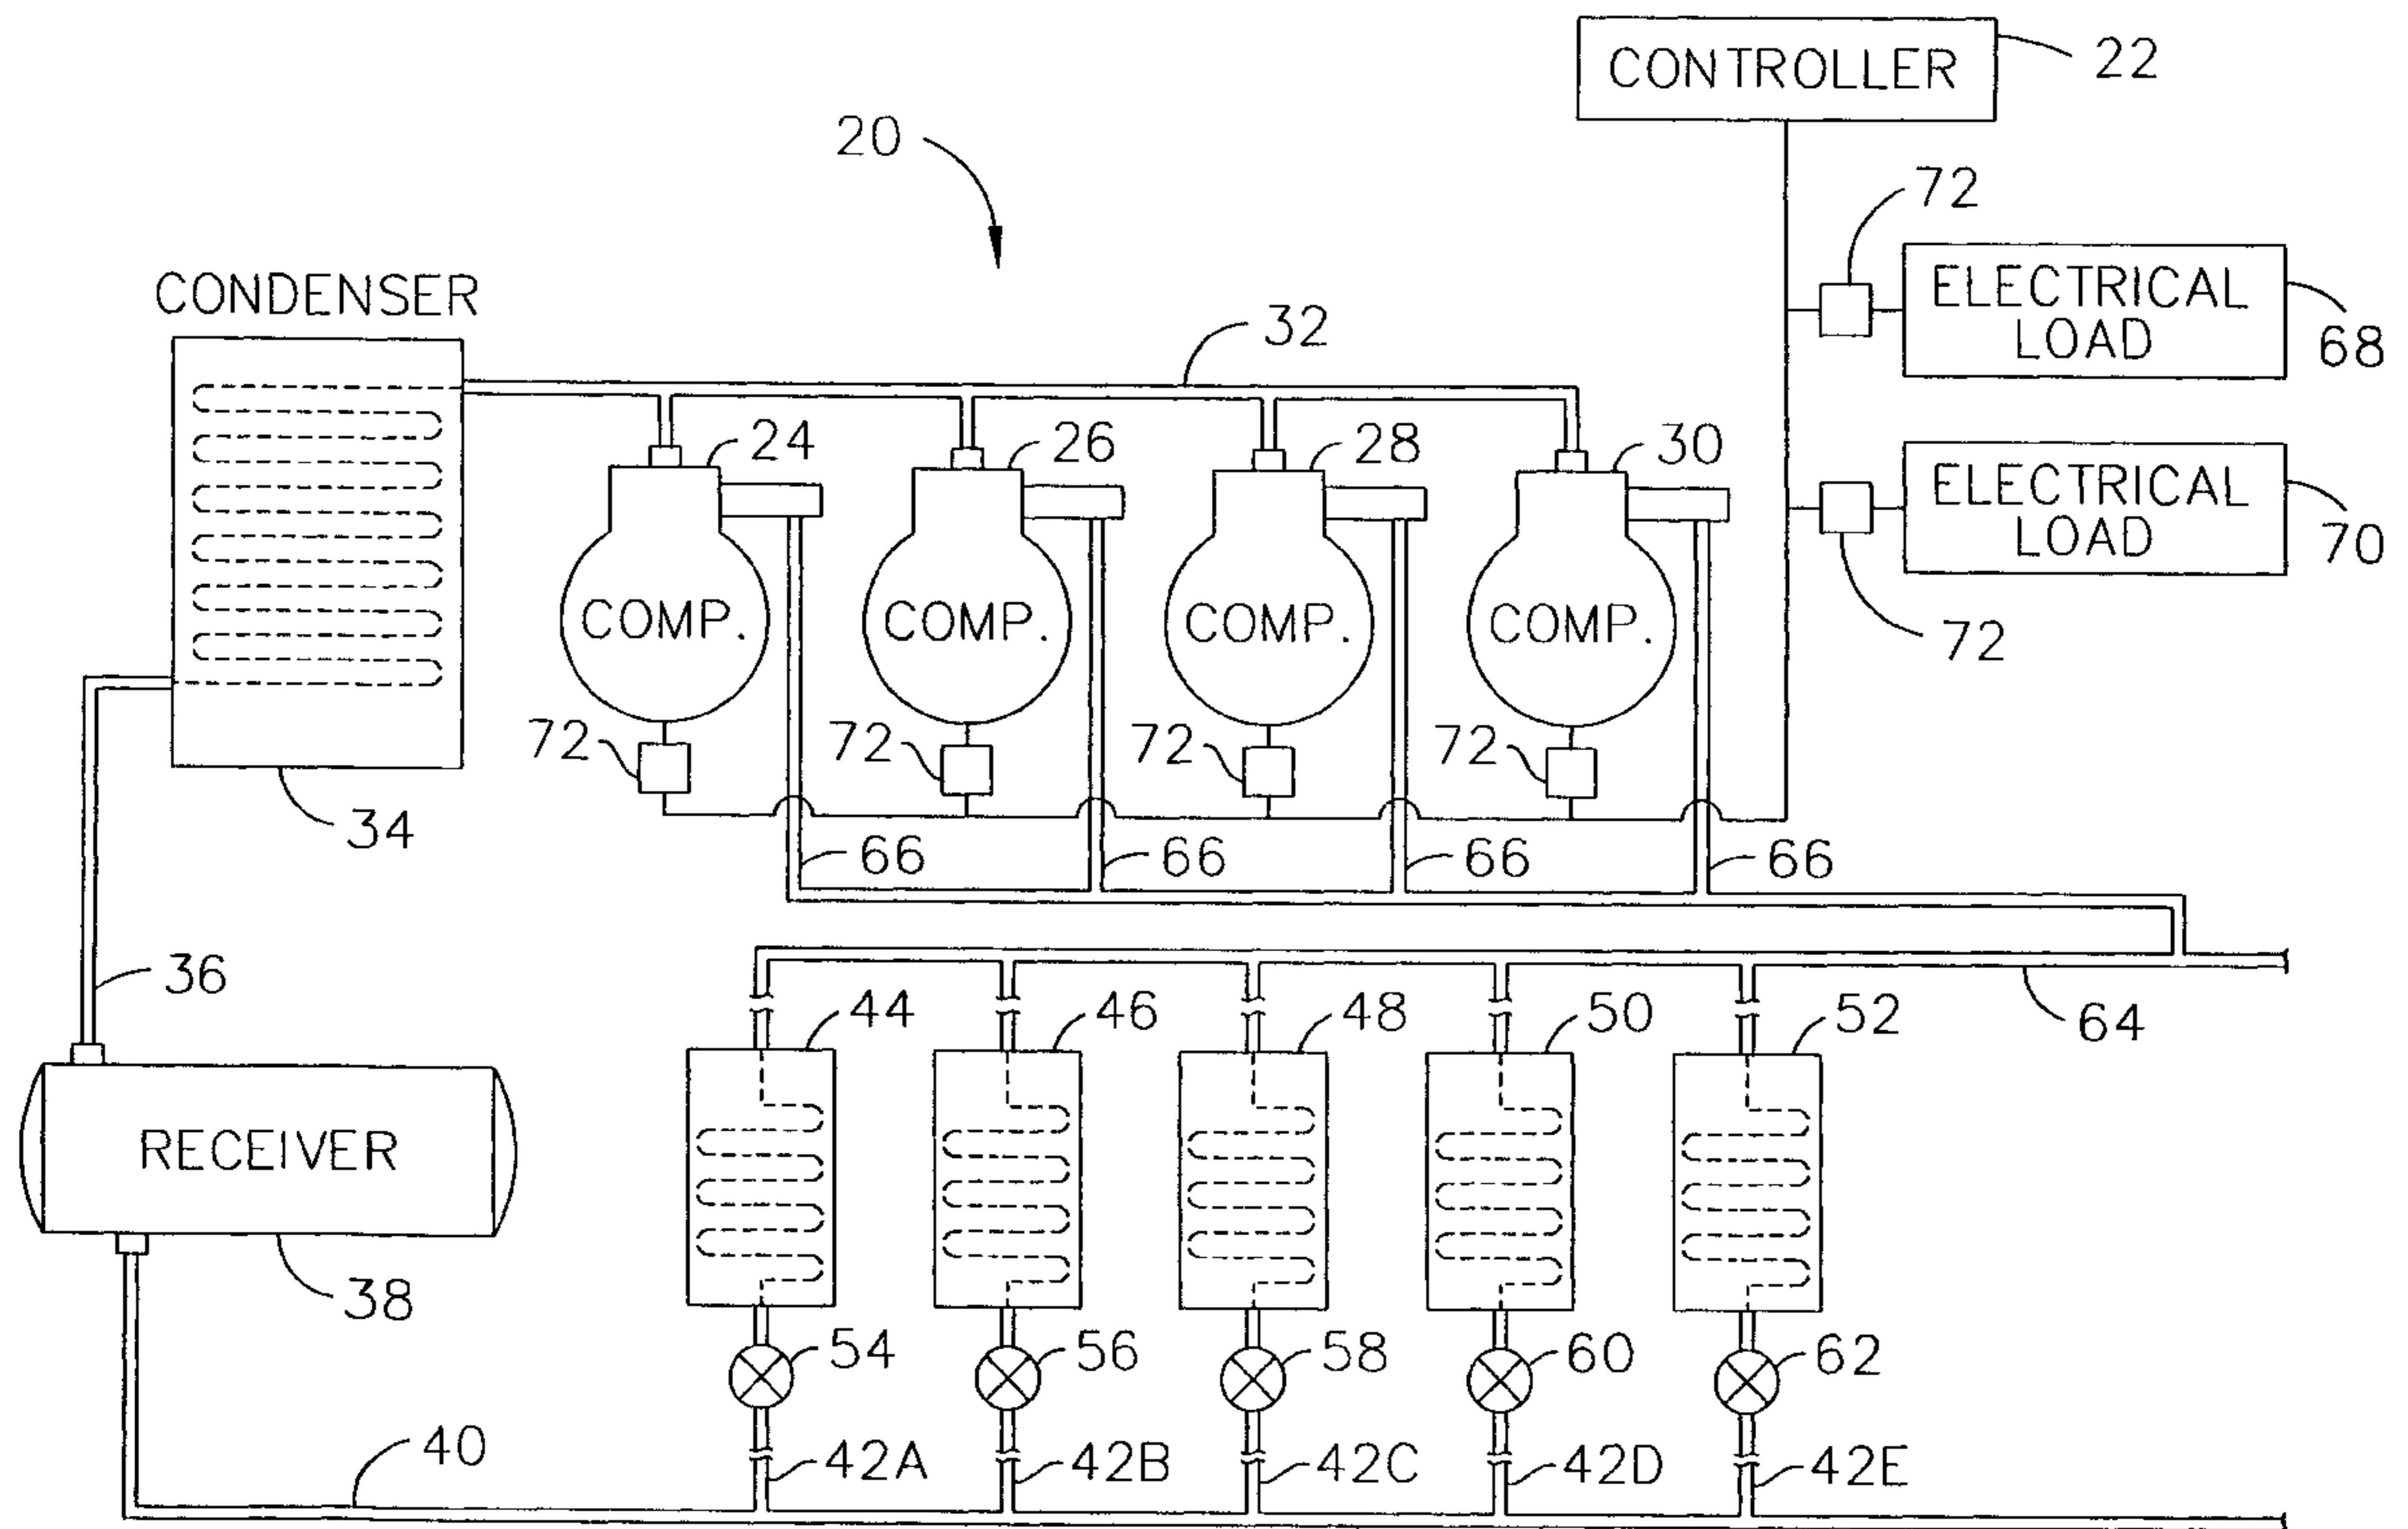 CONTROLLER
22
20
72
ELECTRICAL
LOAD
68
CONDENSER
32
24
26
28
30
ELECTRICAL
LOAD
70
COMP.
COMP.
COMP.
COMP.
72
72
72
72
72
34
66
66
66
66
36
44
46
48
50
52
64
RECEIVER
38
54
56
58
60
62
40
42A
42B
42C
42D
42E